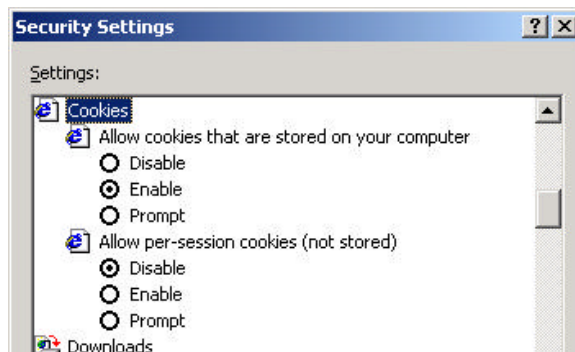 Security Settings
Settings:
Cookies
Allow cookies that are stored on your computer
Disable
Enable
Prompt
Allow per-session cookies (not stored)
Disable
Enable
Prompt
Downloads